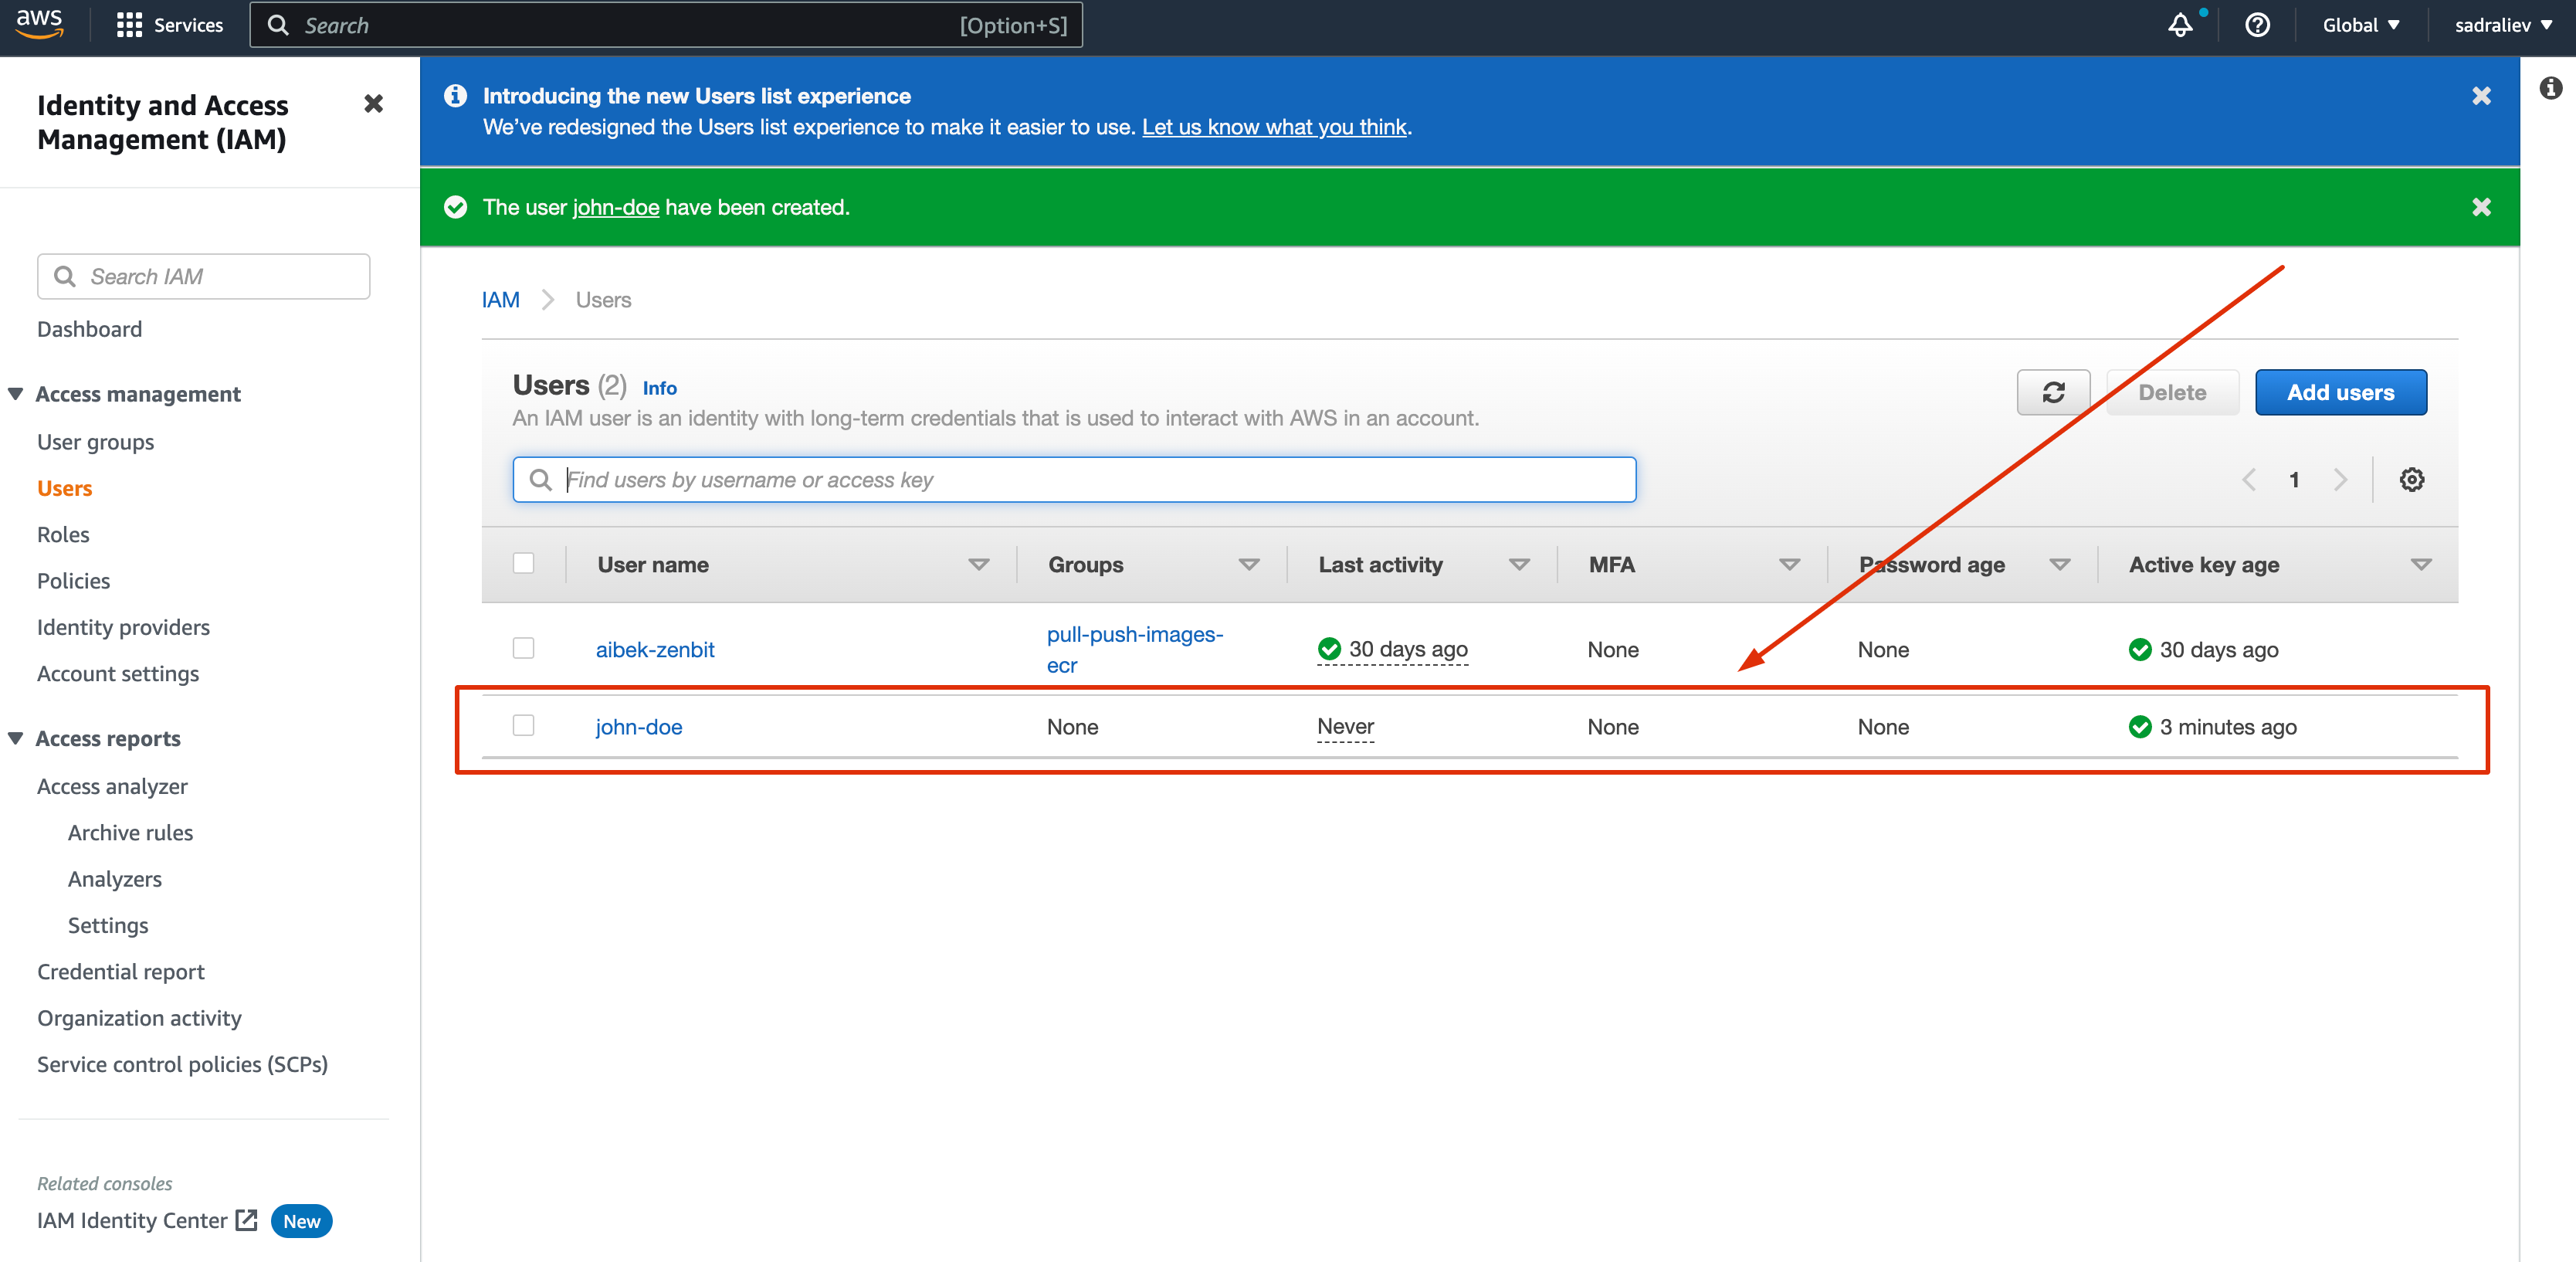 aws
Services
Search [Option+S]
Global
sadraliev
Identity and Access
Management (IAM)
Search IAM
Dashboard
Access management
User groups
Users
Roles
Policies
Identity providers
Account settings
Access reports
Access analyzer
Archive rules
Analyzers
Settings
Credential report
Organization activity
Service control policies (SCPs)
Related consoles
IAM Identity Center New
Introducing the new Users list experience
We’ve redesigned the Users list experience to make it easier to use. Let us know what you think.
The user john-doe have been created.
IAM Users
Users (2) Info
An IAM user is an identity with long-term credentials that is used to interact with AWS in an account.
Delete
Add users
Find users by username or access key
1
User name Groups Last activity MFA Password age Active key age
aibek-zenbit pull-push-images- 30 days ago None None 30 days ago
ecr
john-doe None Never None None 3 minutes ago